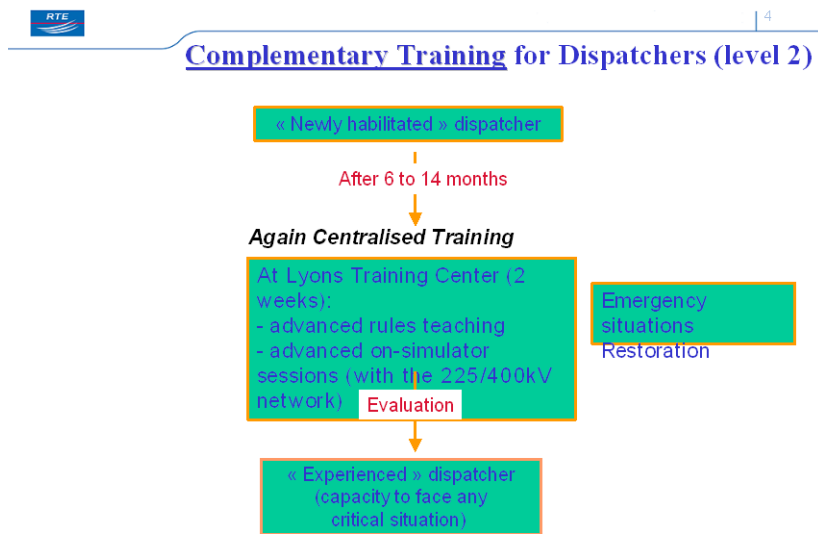 RTE
4
Complementary Training for Dispatchers (level 2)
« Newly habilitated » dispatcher
After 6 to 14 months
Again Centralised Training
At Lyons Training Center (2
weeks):
- advanced rules teaching
- advanced on-simulator
sessions (with the 225/400kV
network)
Emergency
situations
Restoration
Evaluation
« Experienced » dispatcher
(capacity to face any
critical situation)